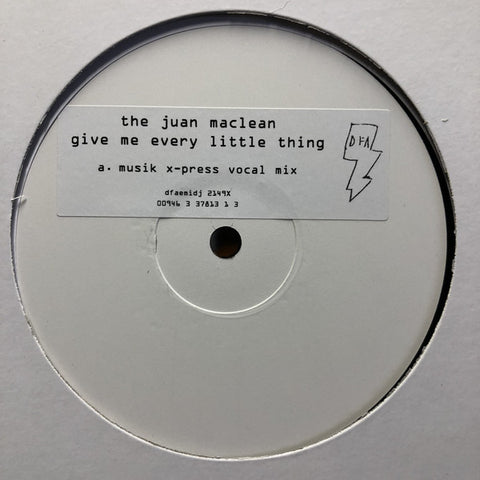 the juan maclean
give me every little thing
a. musik x-press vocal mix
dfaemidj 2149X
00946 3 37813 1 3
DFA